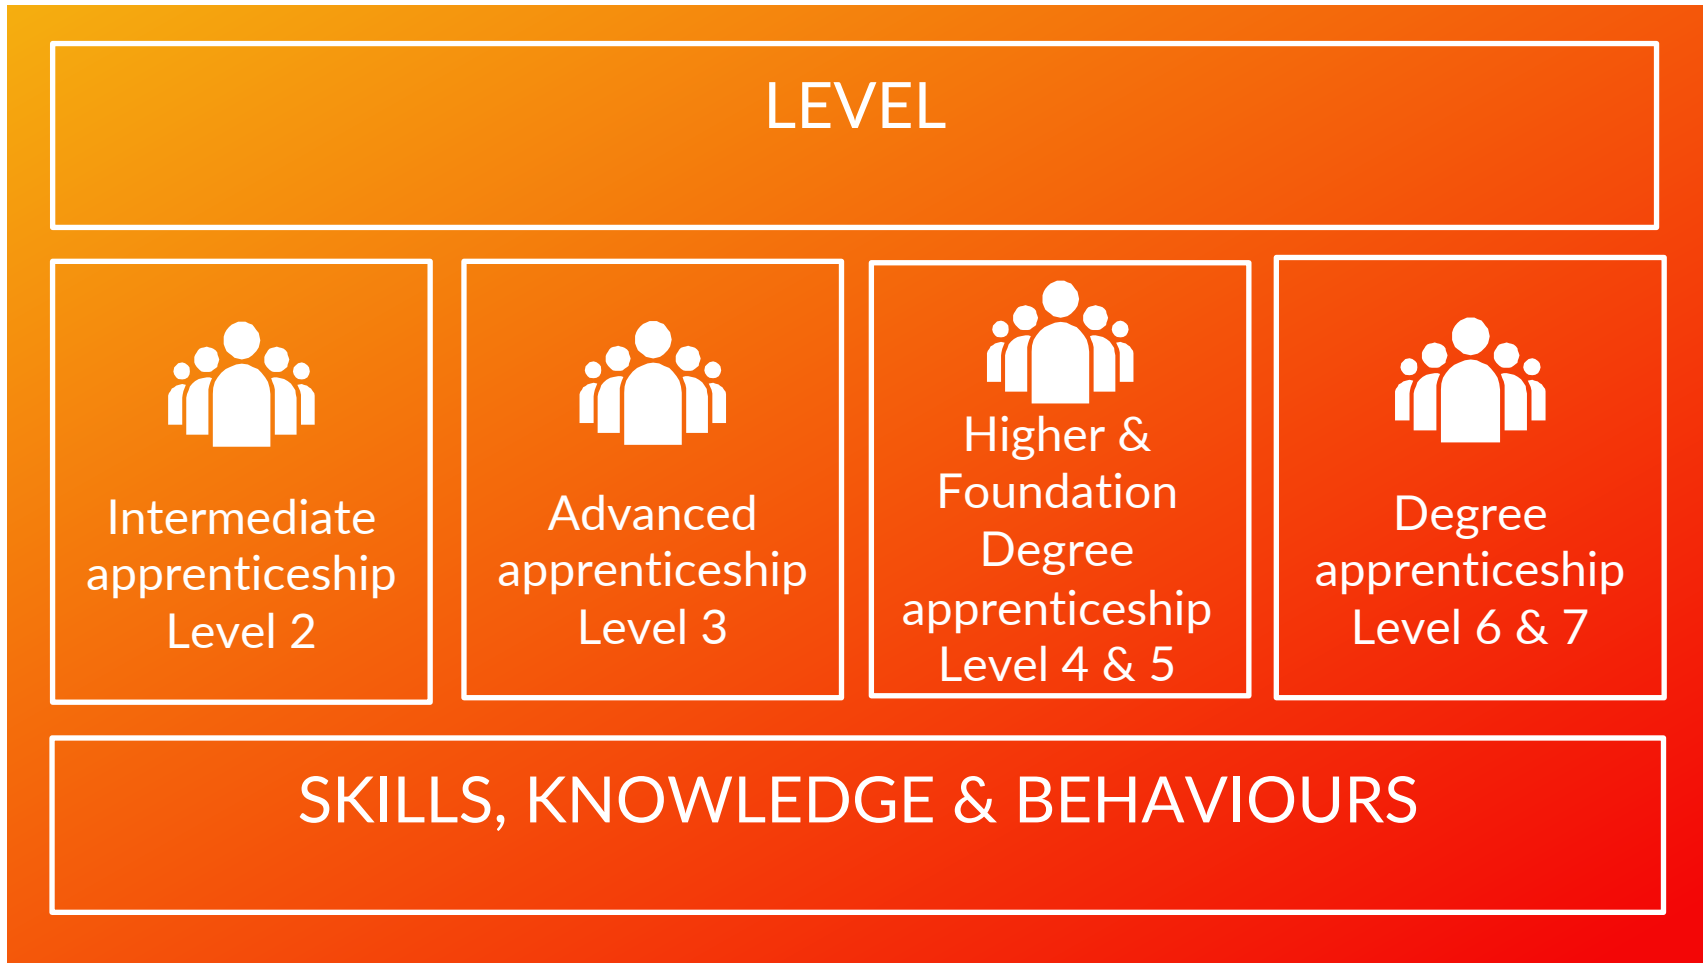 LEVEL
Intermediate
apprenticeship
Level 2
Advanced
apprenticeship
Level 3
Higher &
Foundation
Degree
apprenticeship
Level 4 & 5
Degree
apprenticeship
Level 6 & 7
SKILLS, KNOWLEDGE & BEHAVIOURS